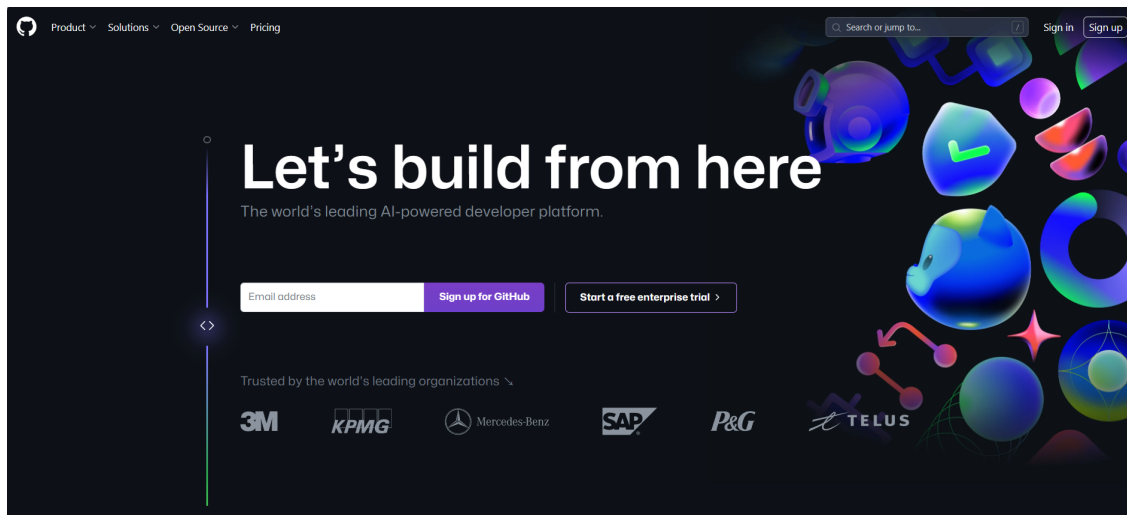 Product Solutions Open Source Pricing Search or jump to... / Sign in Sign up
Let's build from here
The world's leading AI-powered developer platform.
Email address Sign up for GitHub Start a free enterprise trial >
<>
Trusted by the world's leading organizations ↘
3M KPMG Mercedes-Benz SAP P&G TELUS